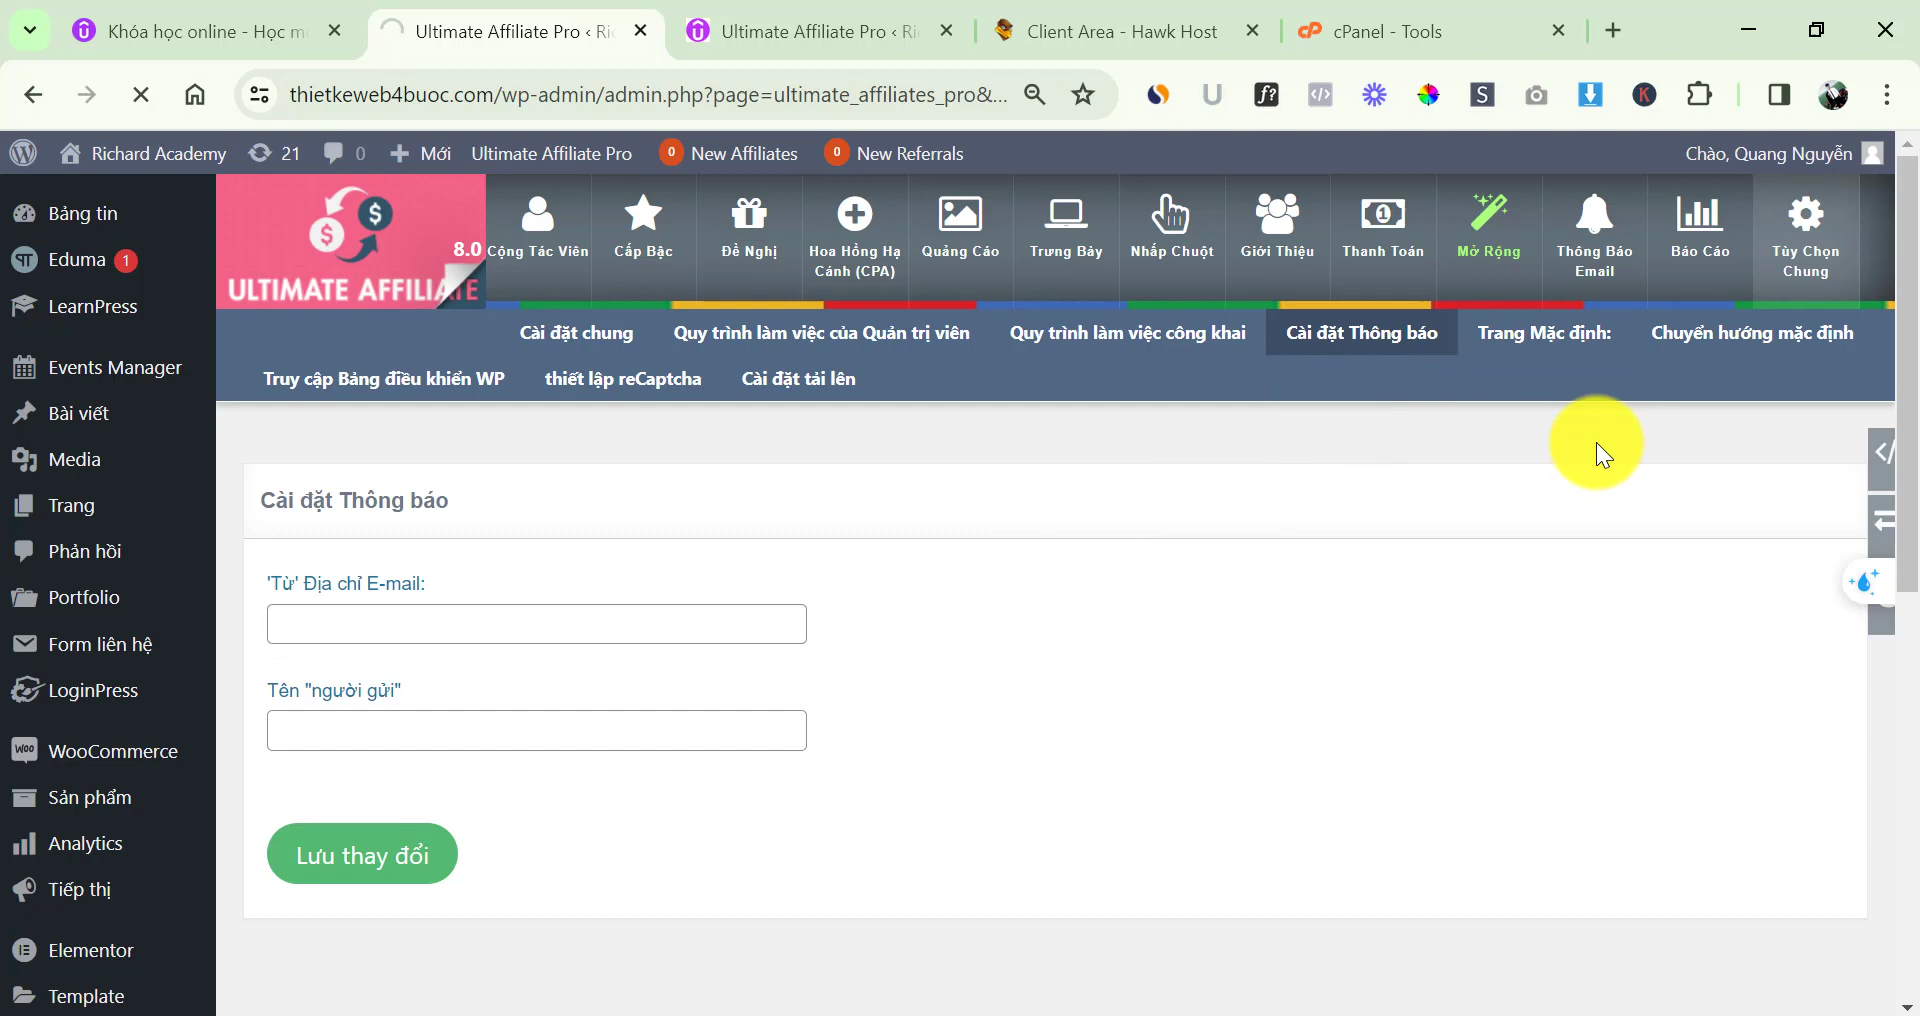 Khóa học online - Học m
Ultimate Affiliate Pro ‹ Ri
Ultimate Affiliate Pro ‹ Ri
Client Area - Hawk Host
cPanel - Tools
thietkeweb4buoc.com/wp-admin/admin.php?page=ultimate_affiliates_pro&...
Richard Academy 21 0 Mới Ultimate Affiliate Pro 0 New Affiliates 0 New Referrals Chào, Quang Nguyễn
Bảng tin
Eduma 1
LearnPress
Events Manager
Bài viết
Media
Trang
Phản hồi
Portfolio
Form liên hệ
LoginPress
WooCommerce
Sản phẩm
Analytics
Tiếp thị
Elementor
Template
8.0
ULTIMATE AFFILIATE
Cộng Tác Viên
Cấp Bậc
Đề Nghị
Hoa Hồng Hạ
Cánh (CPA)
Quảng Cáo
Trưng Bày
Nhấp Chuột
Giới Thiệu
Thanh Toán
Mở Rộng
Thông Báo
Email
Báo Cáo
Tùy Chọn
Chung
Cài đặt chung Quy trình làm việc của Quản trị viên Quy trình làm việc công khai Cài đặt Thông báo Trang Mặc định: Chuyển hướng mặc định
Truy cập Bảng điều khiển WP thiết lập reCaptcha Cài đặt tải lên
Cài đặt Thông báo
'Từ' Địa chỉ E-mail:
Tên "người gửi"
Lưu thay đổi